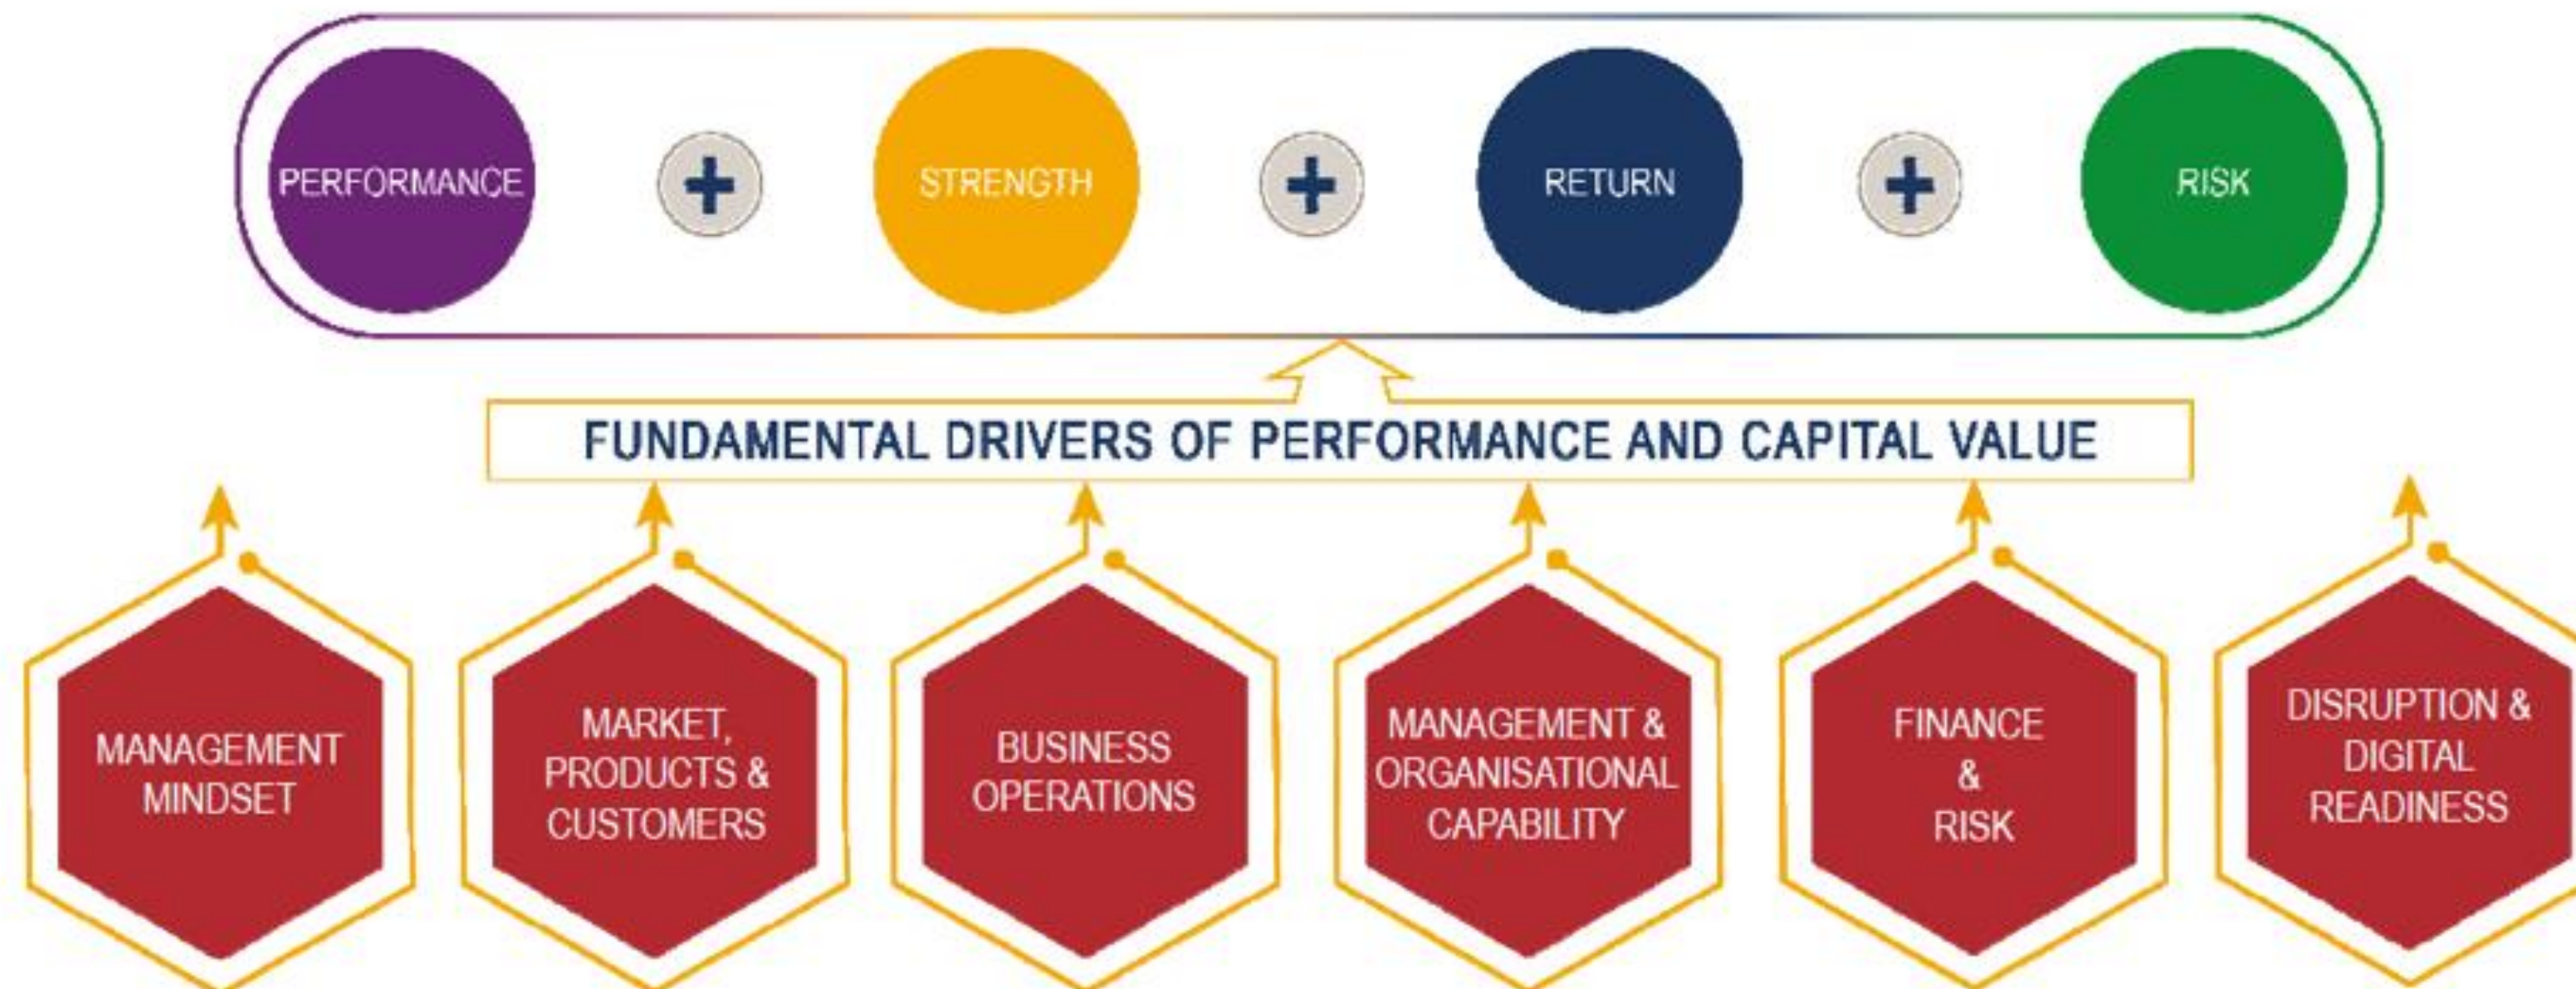 PERFORMANCE
STRENGTH
RETURN
RISK
FUNDAMENTAL DRIVERS OF PERFORMANCE AND CAPITAL VALUE
MANAGEMENT
MINDSET
MARKET,
PRODUCTS &
CUSTOMERS
BUSINESS
OPERATIONS
MANAGEMENT &
ORGANISATIONAL
CAPABILITY
FINANCE
&
RISK
DISRUPTION &
DIGITAL
READINESS